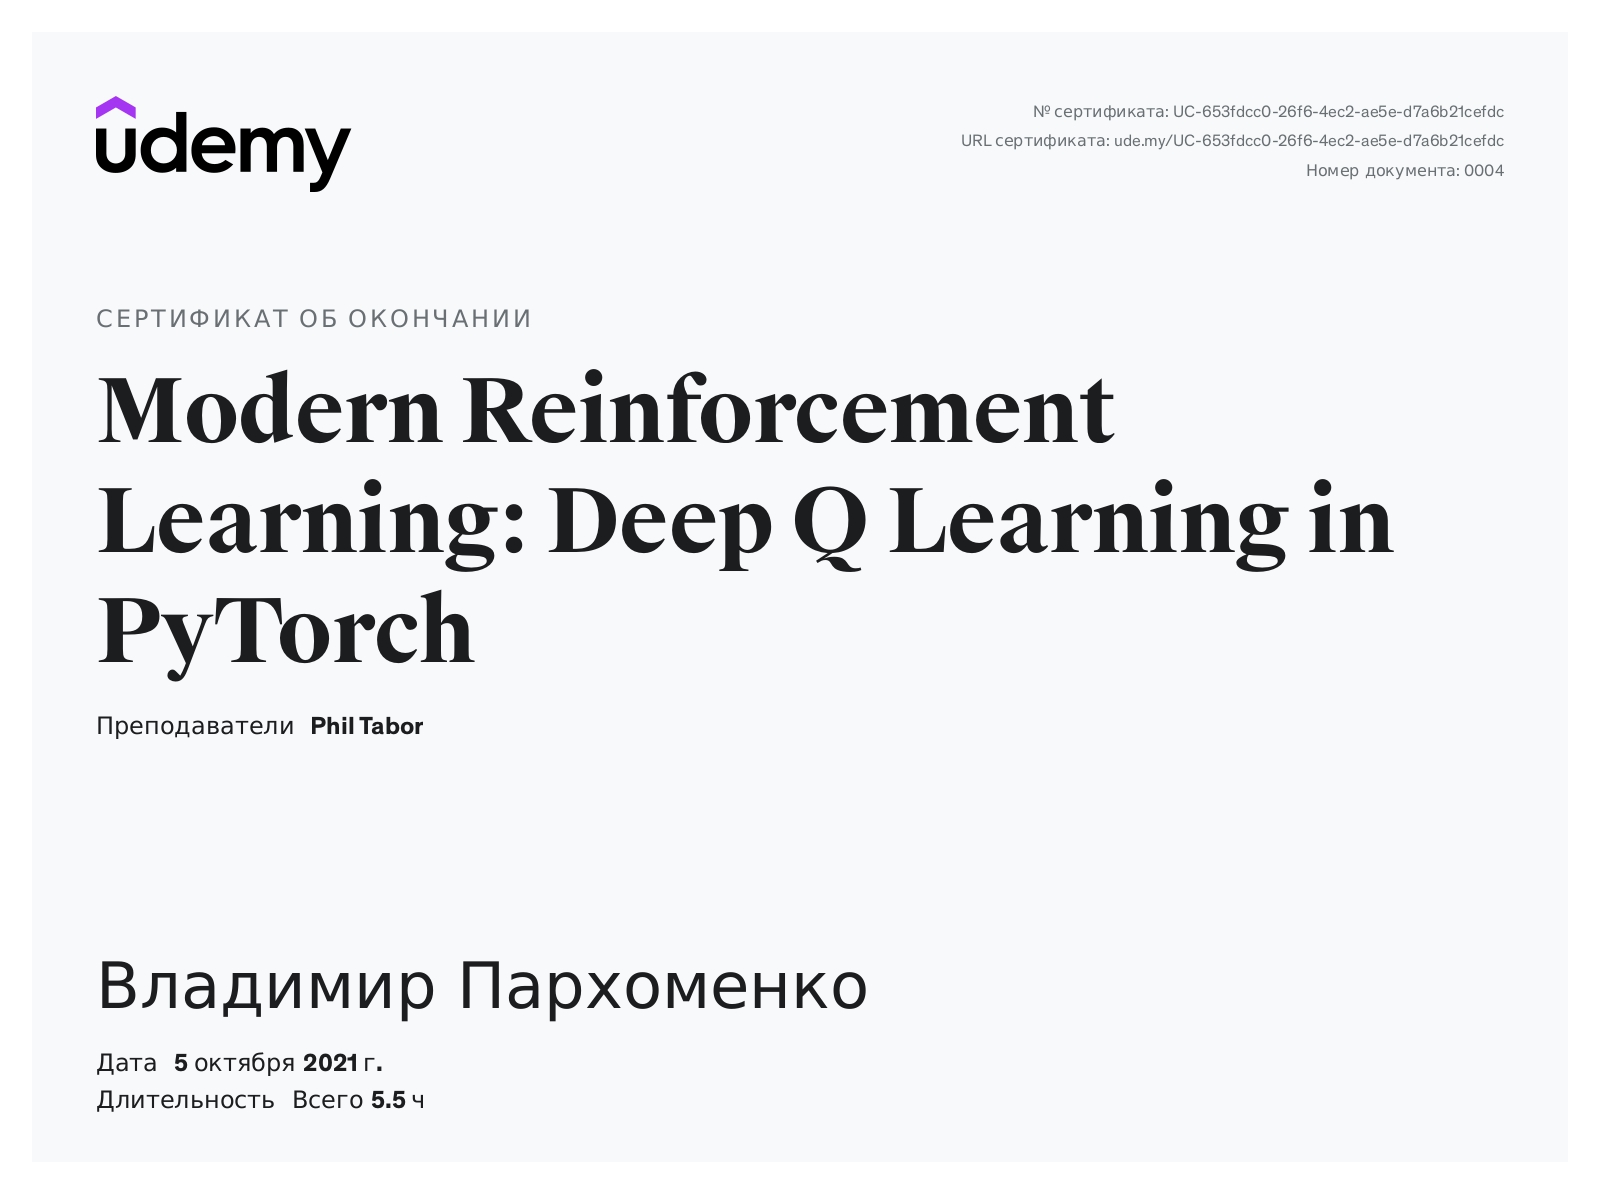 udemy
№ сертификата: UC-653fdcc0-26f6-4ec2-ae5e-d7a6b21cefdc
URL сертификата: ude.my/UC-653fdcc0-26f6-4ec2-ae5e-d7a6b21cefdc
Номер документа: 0004
СЕРТИФИКАТ ОБ ОКОНЧАНИИ
Modern Reinforcement
Learning: Deep Q Learning in
PyTorch
Преподаватели Phil Tabor
Владимир Пархоменко
Дата 5 октября 2021 г.
Длительность Всего 5.5 ч